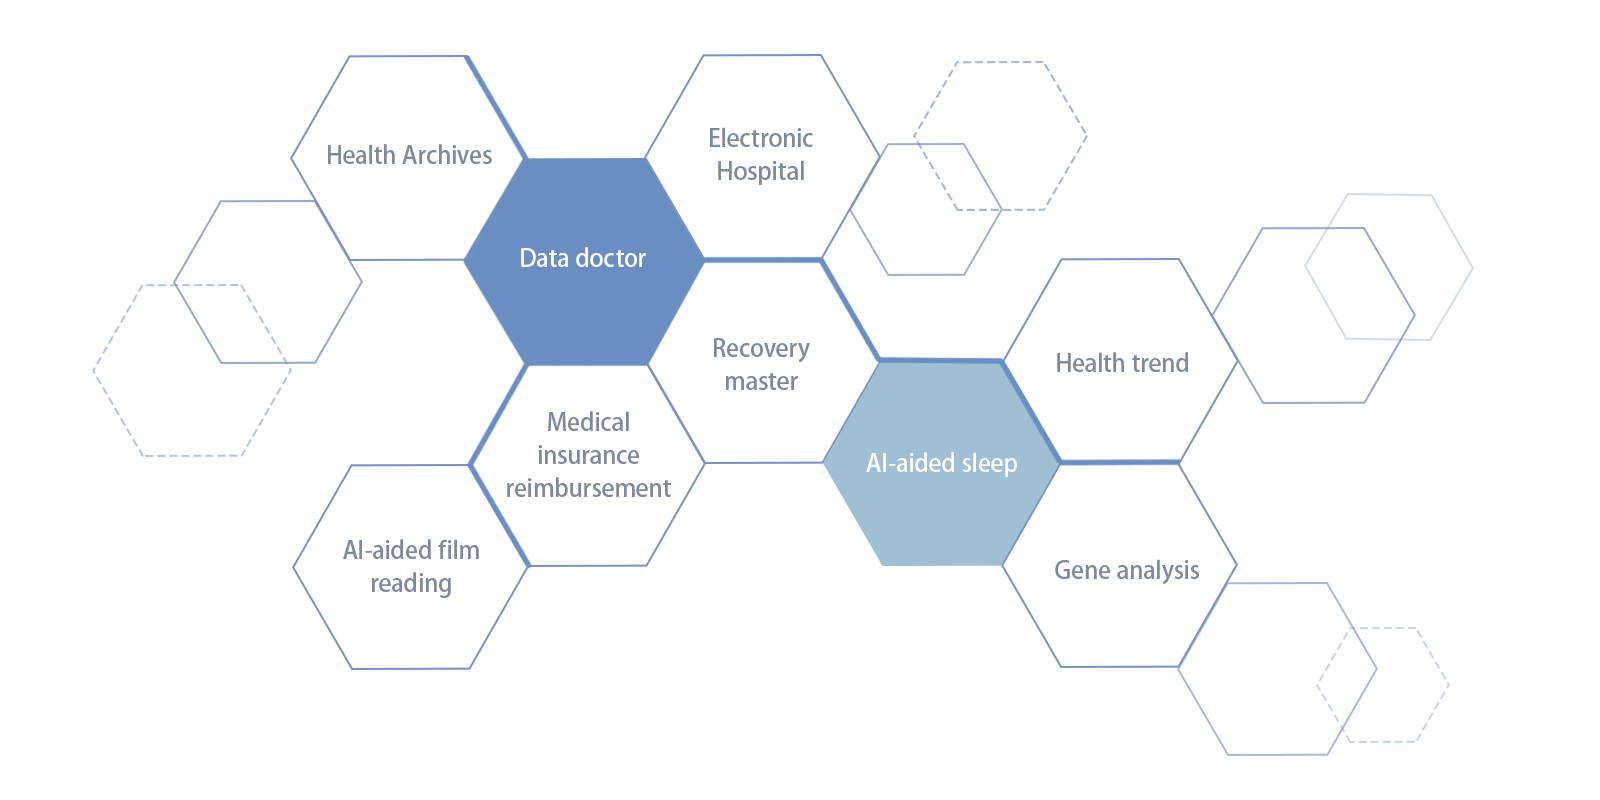 Health Archives
Electronic
Hospital
Data doctor
Recovery
master
Health trend
Medical
insurance
reimbursement
AI-aided sleep
AI-aided film
reading
Gene analysis